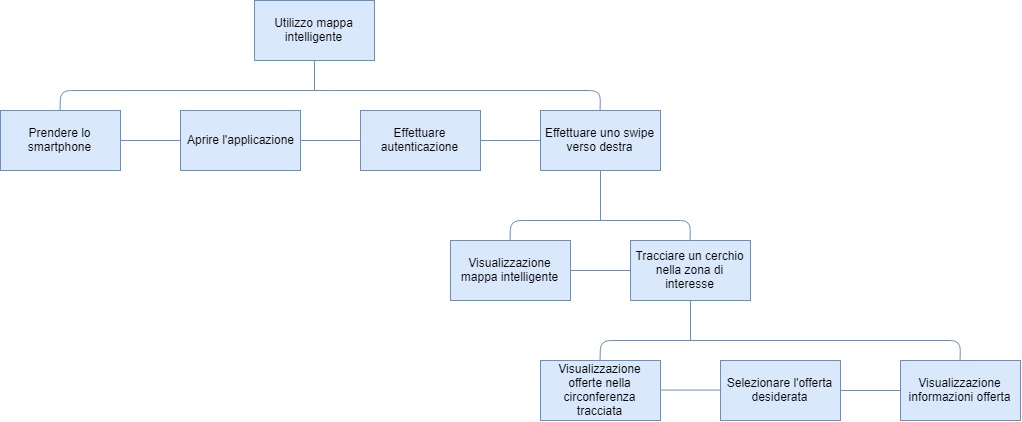 Utilizzo mappa
intelligente
Prendere lo
smartphone
Aprire l'applicazione
Effettuare
autenticazione
Effettuare uno swipe
verso destra
Visualizzazione
mappa intelligente
Tracciare un cerchio
nella zona di
interesse
Visualizzazione
offerte nella
circonferenza
tracciata
Selezionare l'offerta
desiderata
Visualizzazione
informazioni offerta